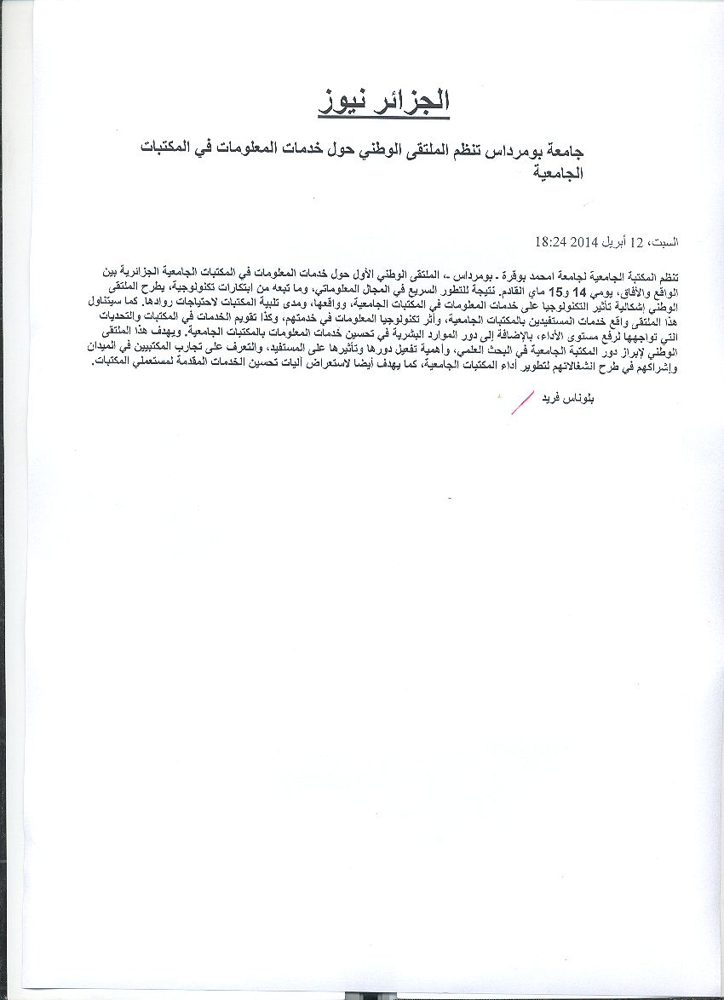 الجزائر نيوز
جامعة بومرداس تنظم الملتقى الوطني حول خدمات المعلومات في المكتبات
الجامعية
السبت، 12 أبريل 2014 18:24
تنظم المكتبة الجامعية لجامعة امحمد بوقرة ـ بومرداس ـ، الملتقى الوطني الأول حول خدمات المعلومات في المكتبات الجامعية الجزائرية بين
الواقع والأفاق، يومي 14 و15 ماي القادم. نتيجة للتطور السريع في المجال المعلوماتي، وما تبعه من ابتكارات تكنولوجية، يطرح الملتقى
الوطني إشكالية تأثير التكنولوجيا على خدمات المعلومات في المكتبات الجامعية، وواقعها، ومدى تلبية المكتبات لاحتياجات روادها. كما سيتناول
هذا الملتقى واقع خدمات المستفيدين بالمكتبات الجامعية، وأثر تكنولوجيا المعلومات في خدمتهم، وكذا تقويم الخدمات في المكتبات والتحديات
التي تواجهها لرفع مستوى الأداء، بالإضافة إلى دور الموارد البشرية في تحسين خدمات المعلومات بالمكتبات الجامعية. ويهدف هذا الملتقى
الوطني لإبراز دور المكتبة الجامعية في البحث العلمي، وأهمية تفعيل دورها وتأثيرها على المستفيد، والتعرف على تجارب المكتبيين في الميدان
وإشراكهم في طرح انشغالاتهم لتطوير أداء المكتبات الجامعية، كما يهدف أيضا لاستعراض آليات تحسين الخدمات المقدمة لمستعملي المكتبات.
بلوناس فريد